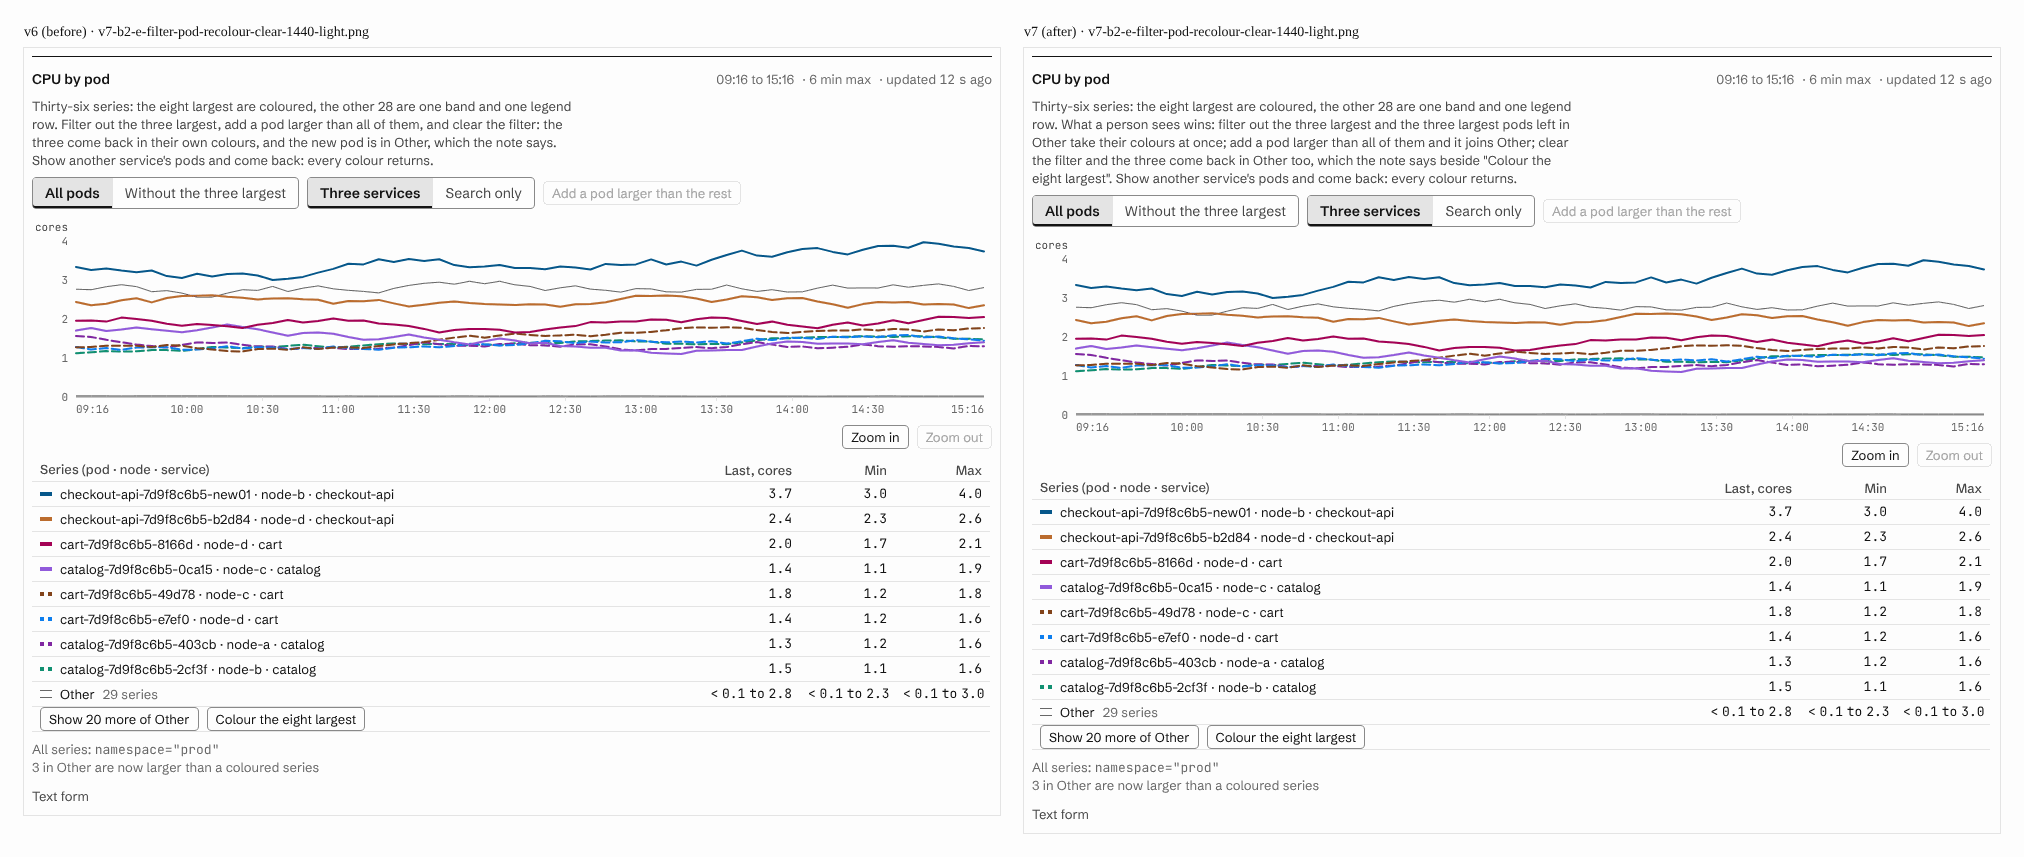 v6 (before) · v7-b2-e-filter-pod-recolour-clear-1440-light.png
CPU by pod
09:16 to 15:16 · 6 min max · updated 12 s ago
Thirty-six series: the eight largest are coloured, the other 28 are one band and one legend
row. Filter out the three largest, add a pod larger than all of them, and clear the filter: the
three come back in their own colours, and the new pod is in Other, which the note says.
Show another service's pods and come back: every colour returns.
All pods Without the three largest Three services Search only Add a pod larger than the rest
cores
4
3
2
1
0
09:16 10:00 10:30 11:00 11:30 12:00 12:30 13:00 13:30 14:00 14:30 15:16
Zoom in Zoom out
Series (pod · node · service) Last, cores Min Max
checkout-api-7d9f8c6b5-new01 · node-b · checkout-api 3.7 3.0 4.0
checkout-api-7d9f8c6b5-b2d84 · node-d · checkout-api 2.4 2.3 2.6
cart-7d9f8c6b5-8166d · node-d · cart 2.0 1.7 2.1
catalog-7d9f8c6b5-0ca15 · node-c · catalog 1.4 1.1 1.9
cart-7d9f8c6b5-49d78 · node-c · cart 1.8 1.2 1.8
cart-7d9f8c6b5-e7ef0 · node-d · cart 1.4 1.2 1.6
catalog-7d9f8c6b5-403cb · node-a · catalog 1.3 1.2 1.6
catalog-7d9f8c6b5-2cf3f · node-b · catalog 1.5 1.1 1.6
Other 29 series < 0.1 to 2.8 < 0.1 to 2.3 < 0.1 to 3.0
Show 20 more of Other Colour the eight largest
All series: namespace="prod"
3 in Other are now larger than a coloured series
Text form
v7 (after) · v7-b2-e-filter-pod-recolour-clear-1440-light.png
CPU by pod
09:16 to 15:16 · 6 min max · updated 12 s ago
Thirty-six series: the eight largest are coloured, the other 28 are one band and one legend
row. What a person sees wins: filter out the three largest and the three largest pods left in
Other take their colours at once; add a pod larger than all of them and it joins Other; clear
the filter and the three come back in Other too, which the note says beside "Colour the
eight largest". Show another service's pods and come back: every colour returns.
All pods Without the three largest Three services Search only Add a pod larger than the rest
cores
4
3
2
1
0
09:16 10:00 10:30 11:00 11:30 12:00 12:30 13:00 13:30 14:00 14:30 15:16
Zoom in Zoom out
Series (pod · node · service) Last, cores Min Max
checkout-api-7d9f8c6b5-new01 · node-b · checkout-api 3.7 3.0 4.0
checkout-api-7d9f8c6b5-b2d84 · node-d · checkout-api 2.4 2.3 2.6
cart-7d9f8c6b5-8166d · node-d · cart 2.0 1.7 2.1
catalog-7d9f8c6b5-0ca15 · node-c · catalog 1.4 1.1 1.9
cart-7d9f8c6b5-49d78 · node-c · cart 1.8 1.2 1.8
cart-7d9f8c6b5-e7ef0 · node-d · cart 1.4 1.2 1.6
catalog-7d9f8c6b5-403cb · node-a · catalog 1.3 1.2 1.6
catalog-7d9f8c6b5-2cf3f · node-b · catalog 1.5 1.1 1.6
Other 29 series < 0.1 to 2.8 < 0.1 to 2.3 < 0.1 to 3.0
Show 20 more of Other Colour the eight largest
All series: namespace="prod"
3 in Other are now larger than a coloured series
Text form